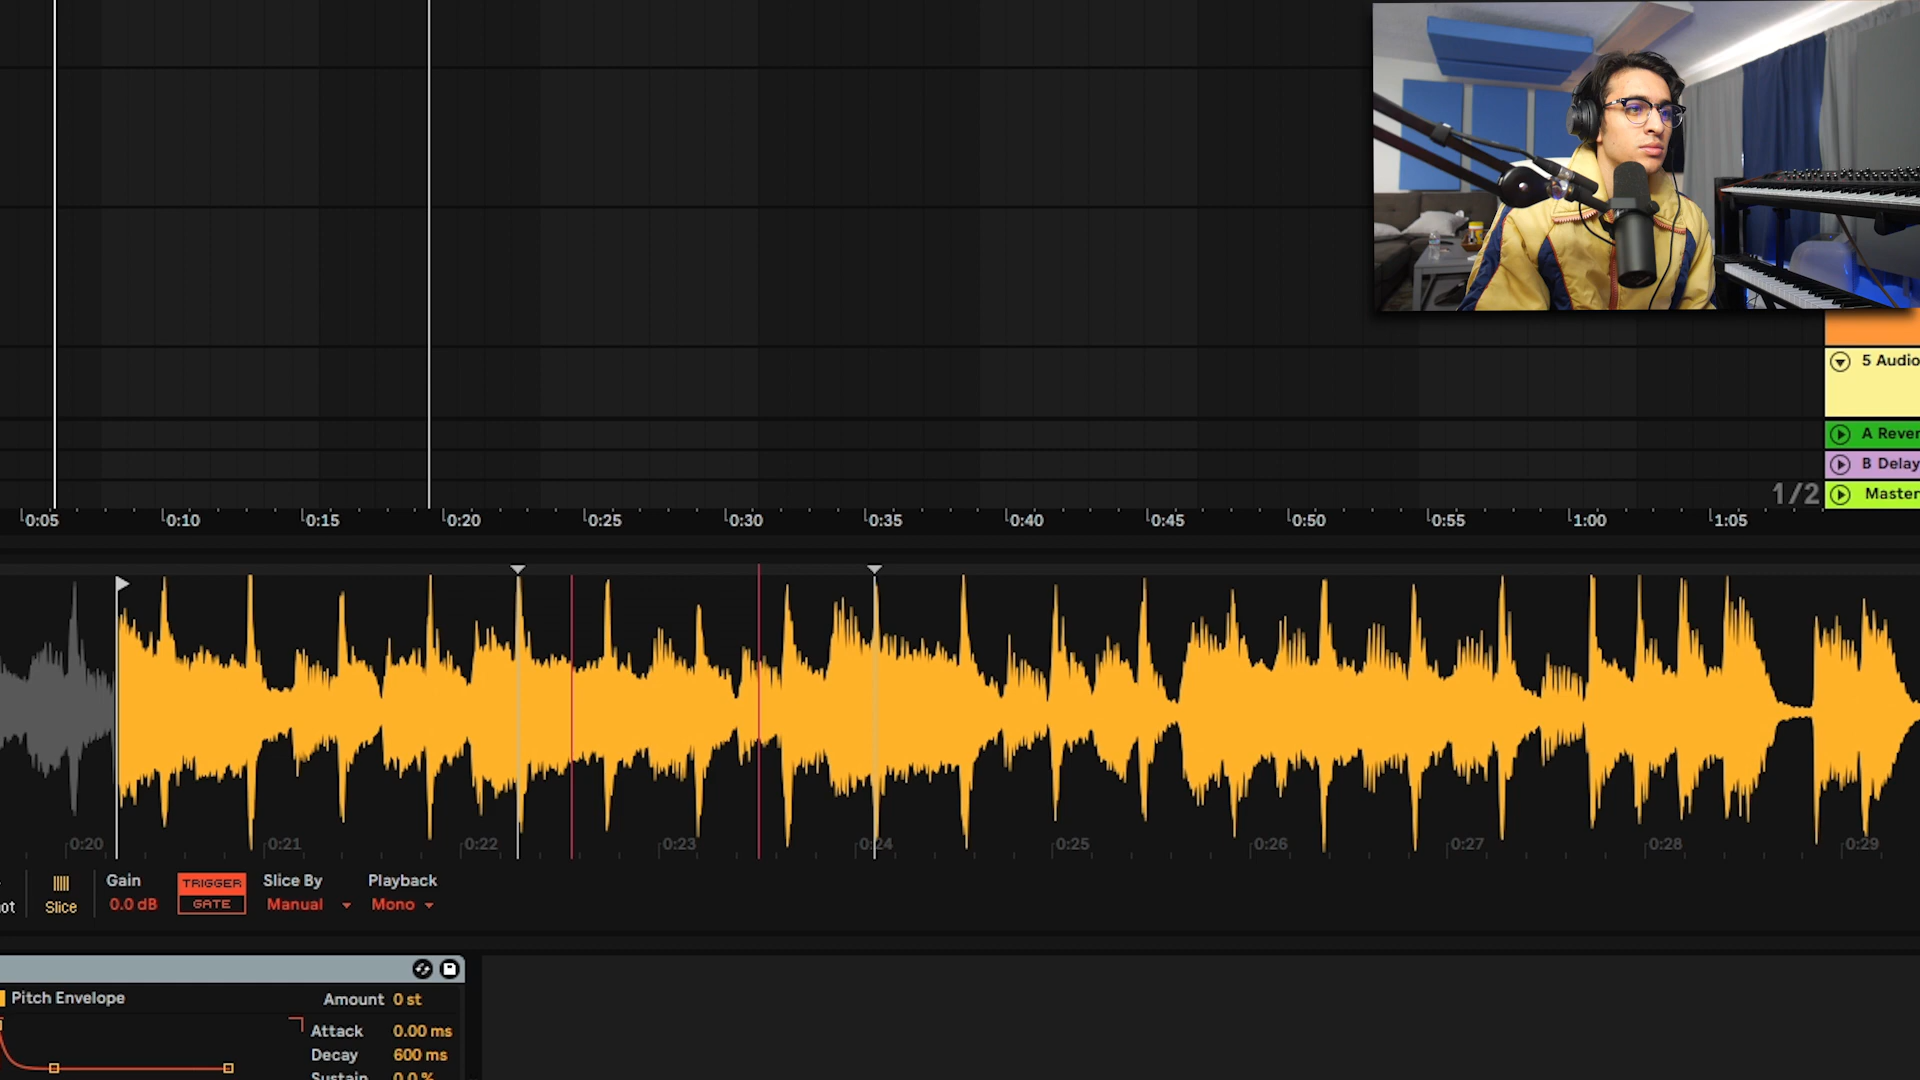 5 Audio
A Rever
B Delay
1/2
Master
0:05 0:10 0:15 0:20 0:25 0:30 0:35 0:40 0:45 0:50 0:55 1:00 1:05
0:20 0:21 0:22 0:23 0:24 0:25 0:26 0:27 0:28 0:29
ot
Slice
Gain
0.0 dB
TRIGGER
GATE
Slice By
Manual
Playback
Mono
Pitch Envelope
Amount 0 st
Attack 0.00 ms
Decay 600 ms
Sustain 0.0 %